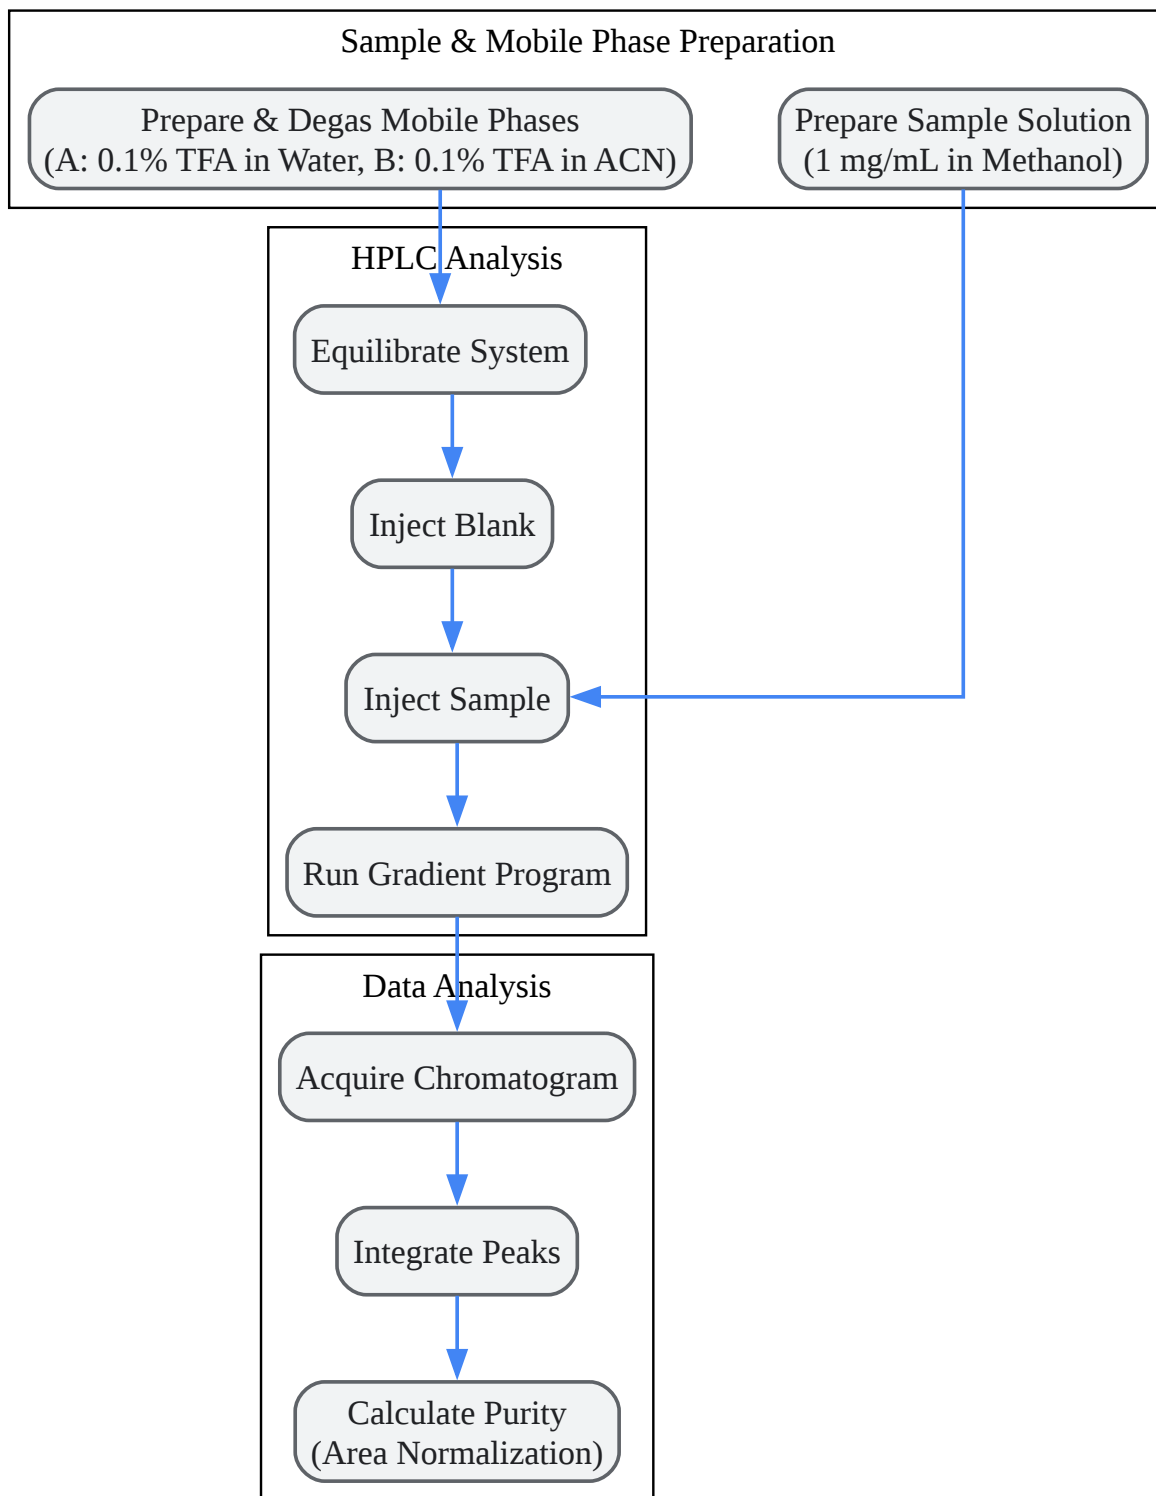 Sample & Mobile Phase Preparation
Prepare & Degas Mobile Phases
(A: 0.1% TFA in Water, B: 0.1% TFA in ACN)
Prepare Sample Solution
(1 mg/mL in Methanol)
HPLC Analysis
Equilibrate System
Inject Blank
Inject Sample
Run Gradient Program
Data Analysis
Acquire Chromatogram
Integrate Peaks
Calculate Purity
(Area Normalization)